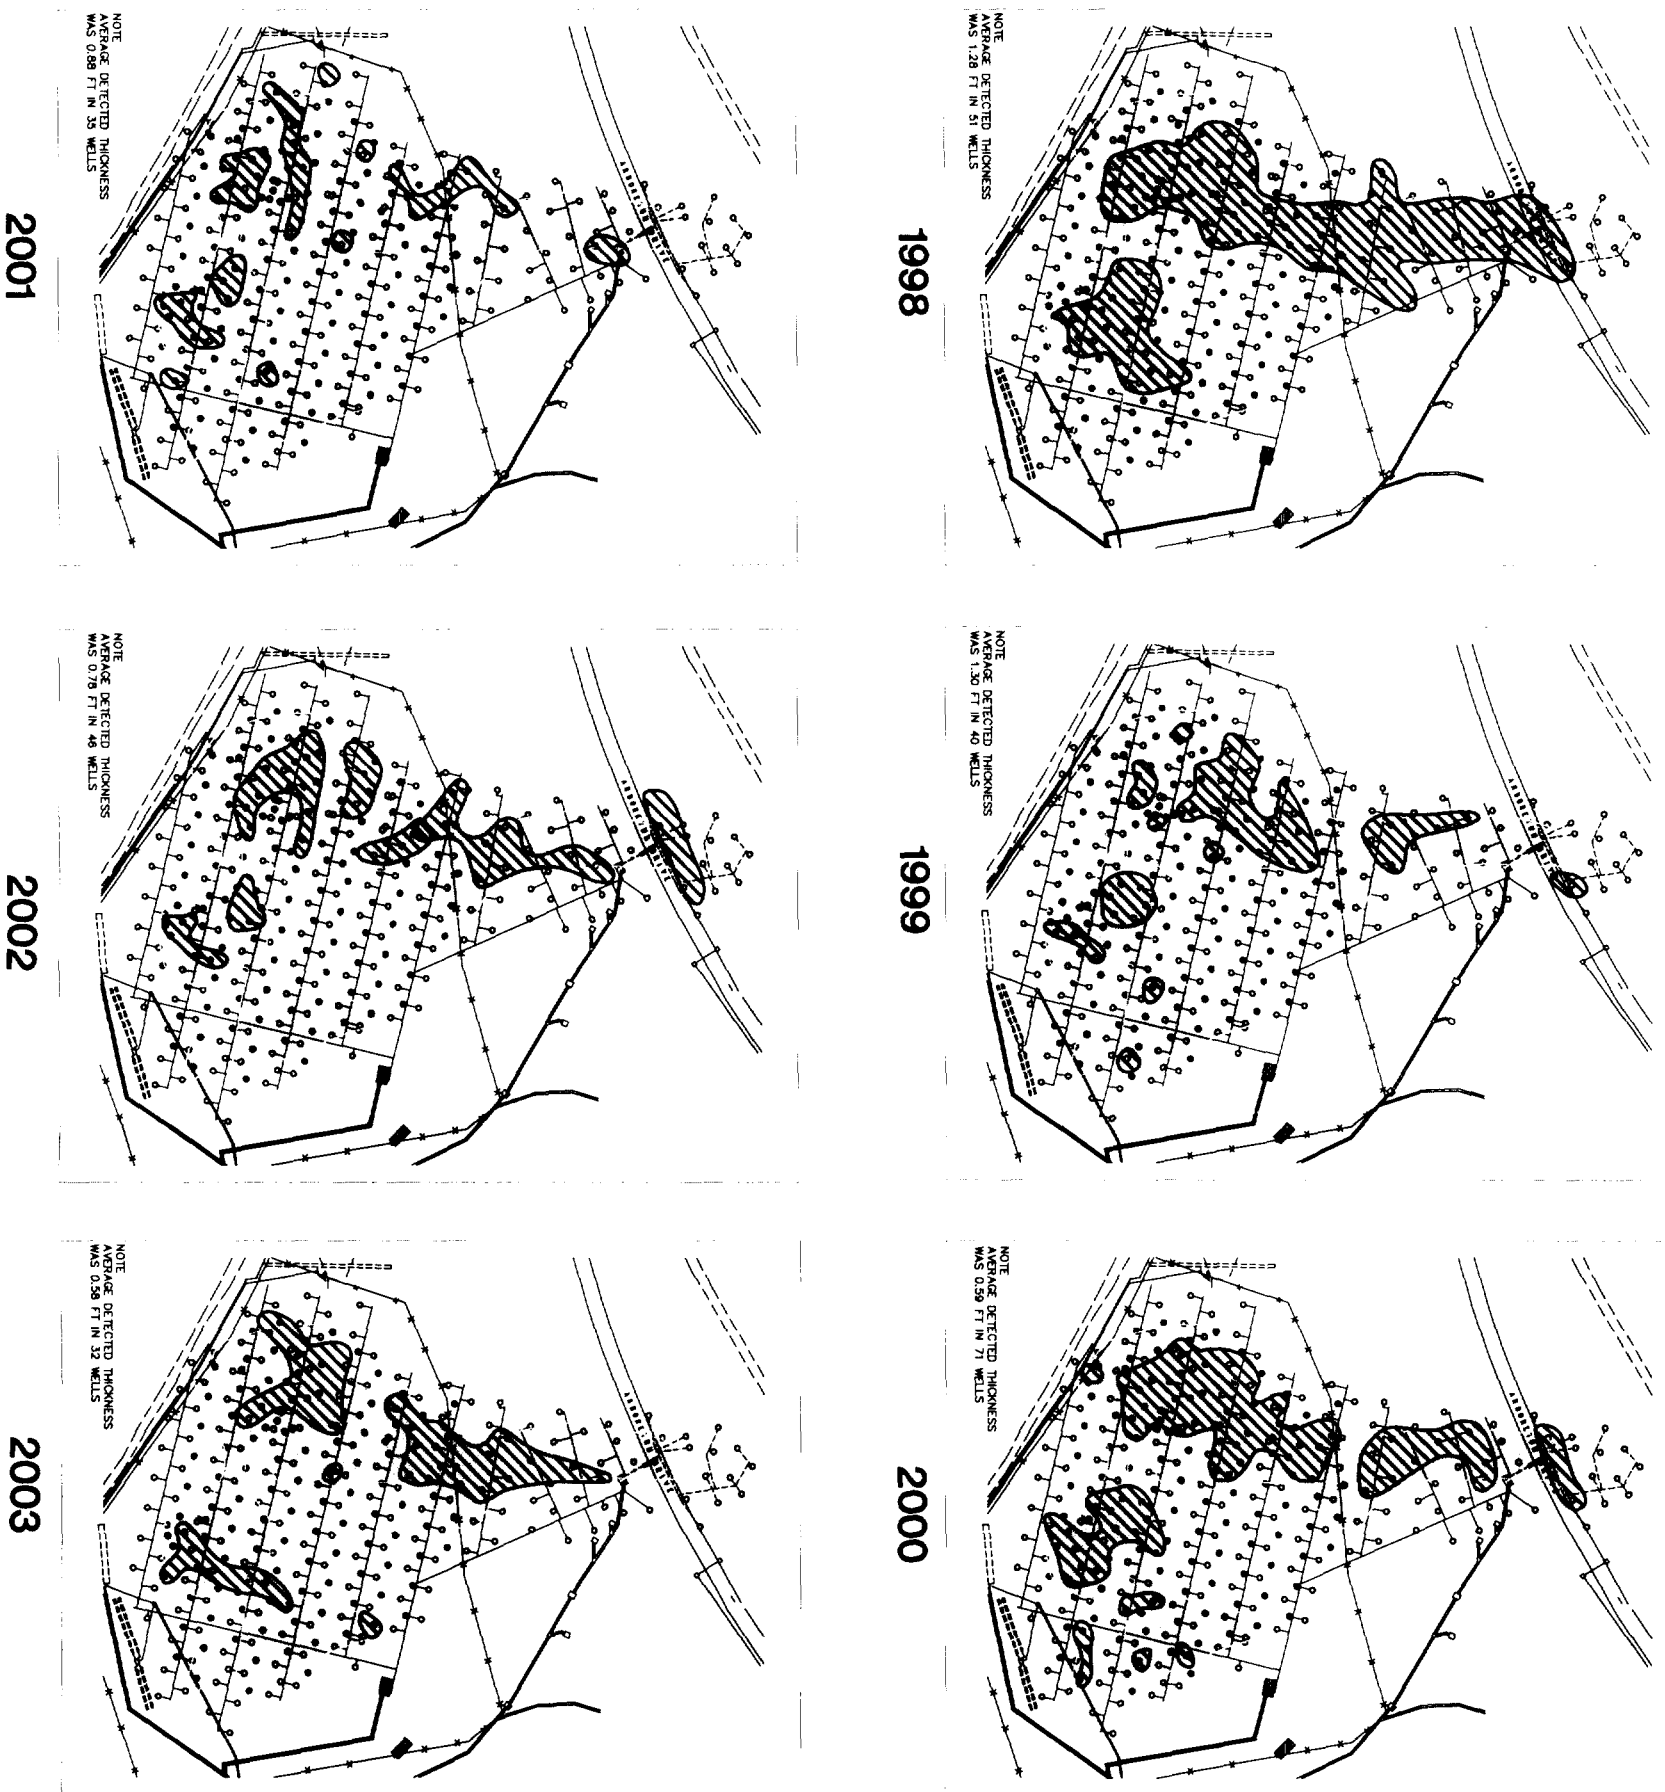 NOTE
AVERAGE DETECTED THICKNESS
WAS 1.28 FT IN 51 WELLS
1998
NOTE
AVERAGE DETECTED THICKNESS
WAS 1.30 FT IN 40 WELLS
1999
NOTE
AVERAGE DETECTED THICKNESS
WAS 0.59 FT IN 71 WELLS
2000
NOTE
AVERAGE DETECTED THICKNESS
WAS 0.88 FT IN 35 WELLS
2001
NOTE
AVERAGE DETECTED THICKNESS
WAS 0.78 FT IN 46 WELLS
2002
NOTE
AVERAGE DETECTED THICKNESS
WAS 0.58 FT IN 32 WELLS
2003